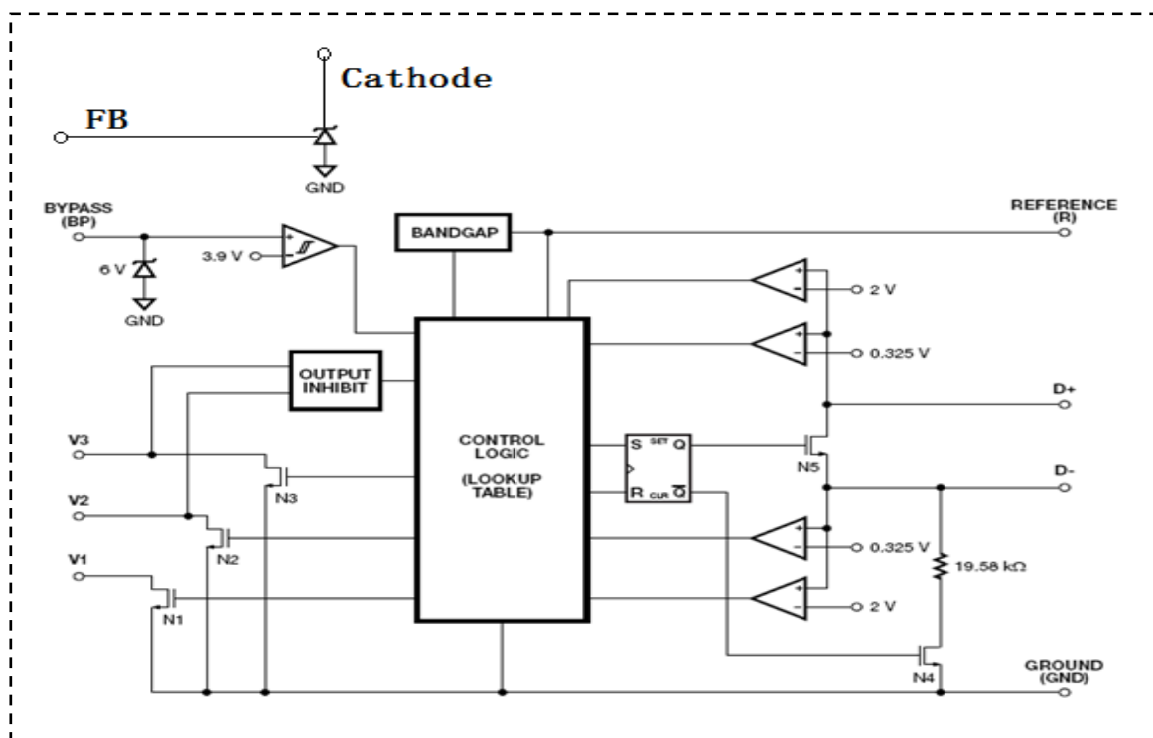 Cathode
FB
GND
BYPASS
(BP)
6 V
GND
3.9 V
+
−
BANDGAP
REFERENCE
(R)
+
−
2 V
+
−
0.325 V
OUTPUT
INHIBIT
D+
V3
N3
CONTROL
LOGIC
(LOOKUP
TABLE)
S SET Q
R CLR Q̅
N5
D-
V2
N2
+
−
0.325 V
19.58 kΩ
V1
N1
+
−
2 V
N4
GROUND
(GND)